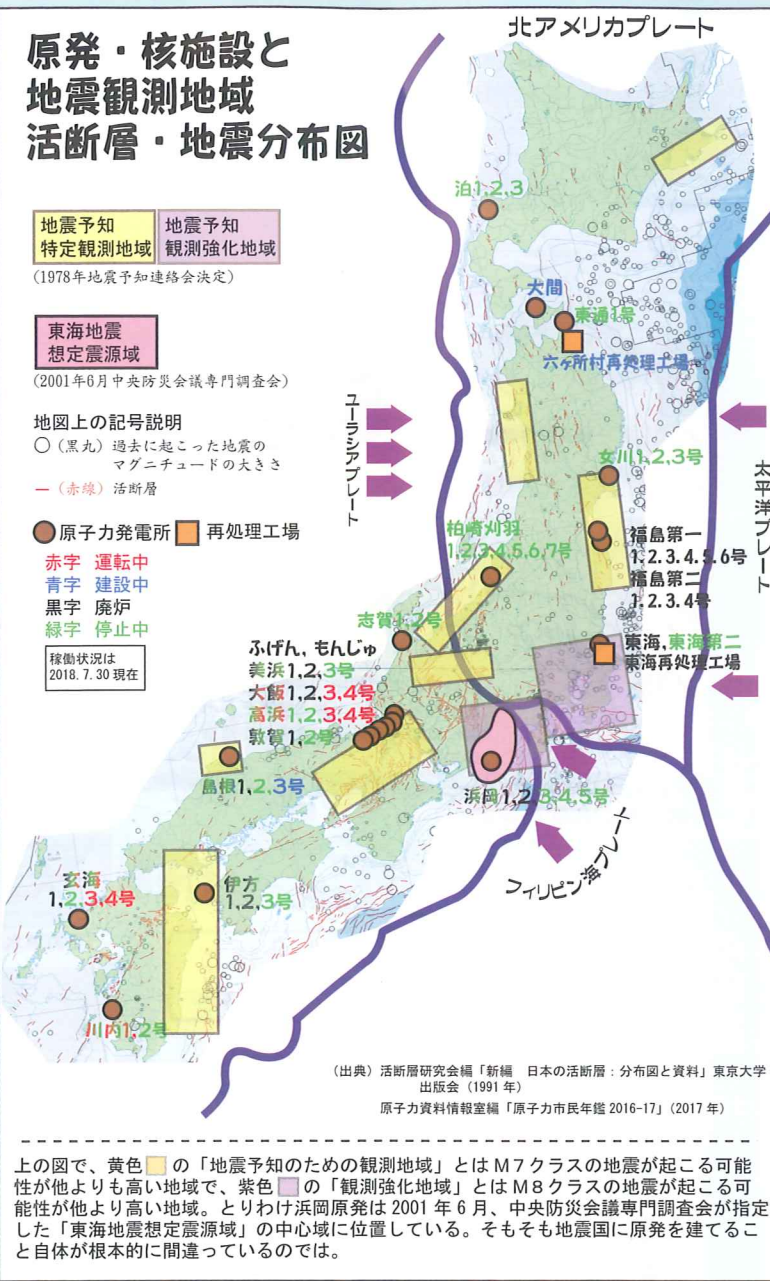 原発・核施設と
地震観測地域
活断層・地震分布図
北アメリカプレート
地震予知
特定観測地域
地震予知
観測強化地域
(1978年地震予知連絡会決定)
東海地震
想定震源域
(2001年6月中央防災会議専門調査会)
地図上の記号説明
○(黒丸) 過去に起こった地震の
マグニチュードの大きさ
ー(赤線) 活断層
原子力発電所
再処理工場
赤字 運転中
青字 建設中
黒字 廃炉
緑字 停止中
稼働状況は
2018.7.30 現在
泊1,2,3
大間
東通1号
六ヶ所村再処理工場
ユーラシアプレート
太平洋プレート
女川1,2,3号
柏崎刈羽
1,2,3,4,5,6,7号
福島第一
1.2.3.4.5.6号
福島第二
1.2.3.4号
志賀1,2号
東海,東海第二
東海再処理工場
ふげん,もんじゅ
美浜1,2,3号
大飯1,2,3,4号
高浜1,2,3,4号
敦賀1,2号
島根1,2,3号
浜岡1,2,3,4,5号
フィリピン海プレート
玄海
1,2,3,4号
伊方
1,2,3号
川内1,2号
(出典)活断層研究会編「新編 日本の活断層:分布図と資料」東京大学
出版会(1991年)
原子力資料情報室編「原子力市民年鑑 2016-17」(2017年)
上の図で、黄色の「地震予知のための観測地域」とはM7クラスの地震が起こる可能
性が他よりも高い地域で、紫色の「観測強化地域」とはM8クラスの地震が起こる可
能性が他より高い地域。とりわけ浜岡原発は2001年6月、中央防災会議専門調査会が指定
した「東海地震想定震源域」の中心域に位置している。そもそも地震国に原発を建てるこ
と自体が根本的に間違っているのでは。